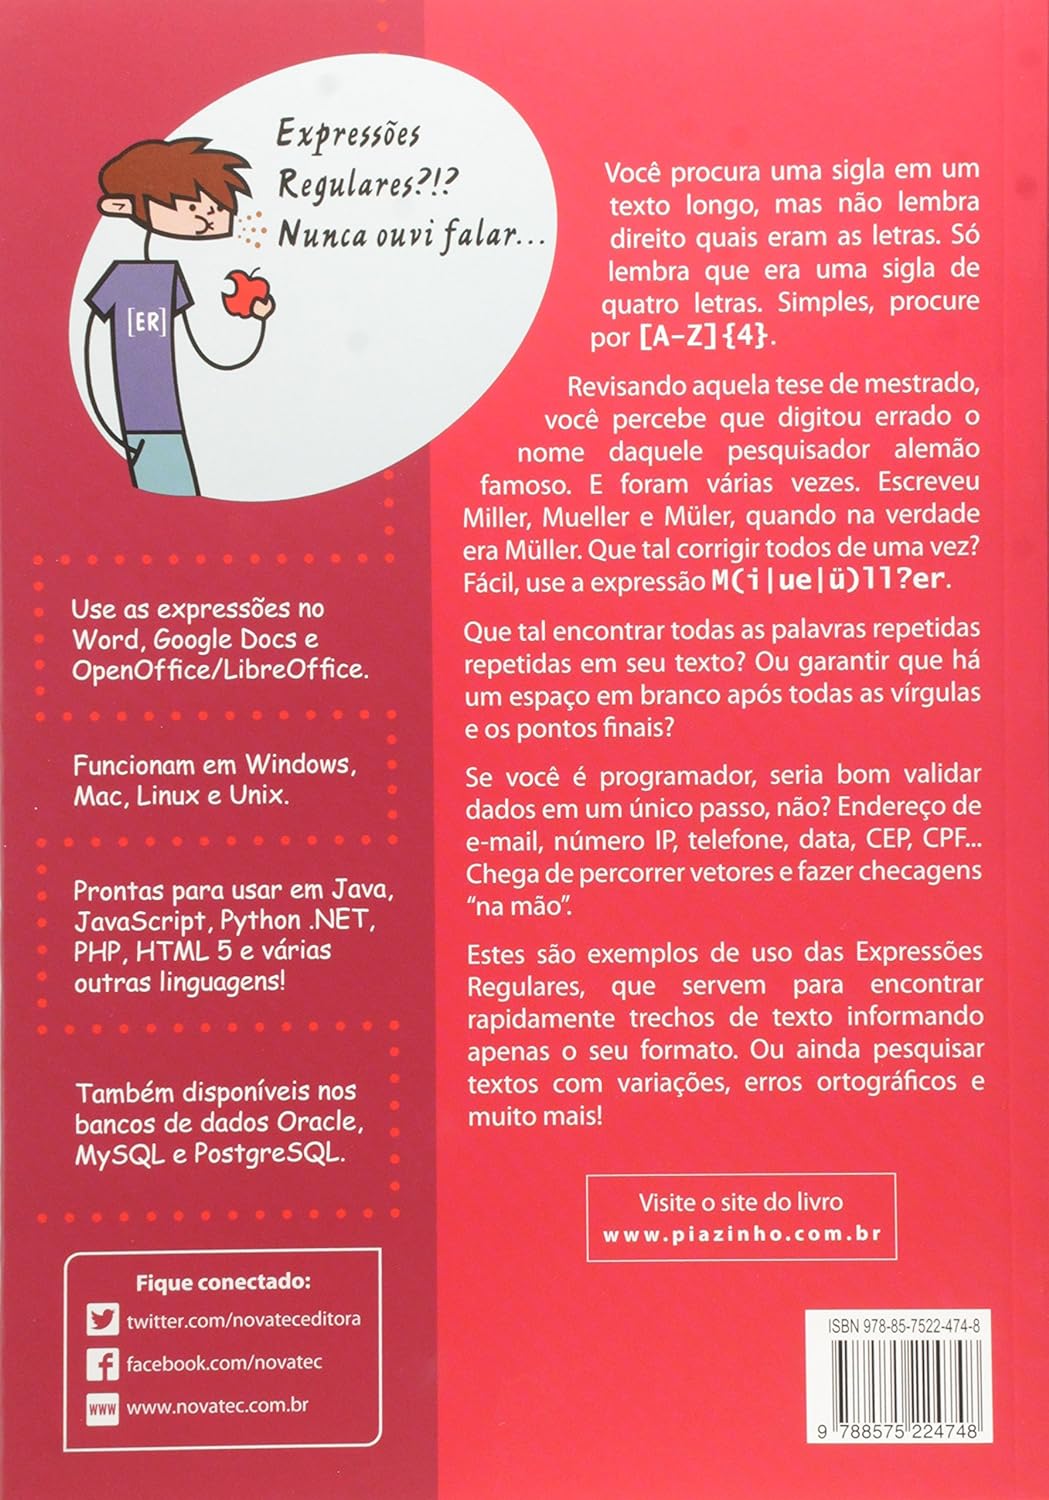 Expressões
Regulares?!?
Nunca ouvi falar...
[ER]
Você procura uma sigla em um
texto longo, mas não lembra
direito quais eram as letras. Só
lembra que era uma sigla de
quatro letras. Simples, procure
por [A-Z]{4}.
Revisando aquela tese de mestrado,
você percebe que digitou errado o
nome daquele pesquisador alemão
famoso. E foram várias vezes. Escreveu
Miller, Mueller e Müler, quando na verdade
era Müller. Que tal corrigir todos de uma vez?
Fácil, use a expressão M(i|ue|ü)ll?er.
Que tal encontrar todas as palavras repetidas
repetidas em seu texto? Ou garantir que há
um espaço em branco após todas as vírgulas
e os pontos finais?
Se você é programador, seria bom validar
dados em um único passo, não? Endereço de
e-mail, número IP, telefone, data, CEP, CPF...
Chega de percorrer vetores e fazer checagens
“na mão”.
Estes são exemplos de uso das Expressões
Regulares, que servem para encontrar
rapidamente trechos de texto informando
apenas o seu formato. Ou ainda pesquisar
textos com variações, erros ortográficos e
muito mais!
Visite o site do livro
www.piazinho.com.br
Use as expressões no
Word, Google Docs e
OpenOffice/LibreOffice.
Funcionam em Windows,
Mac, Linux e Unix.
Prontas para usar em Java,
JavaScript, Python .NET,
PHP, HTML 5 e várias
outras linguagens!
Também disponíveis nos
bancos de dados Oracle,
MySQL e PostgreSQL.
Fique conectado:
twitter.com/novateceditora
facebook.com/novatec
www www.novatec.com.br
ISBN 978-85-7522-474-8
9 788575 224748